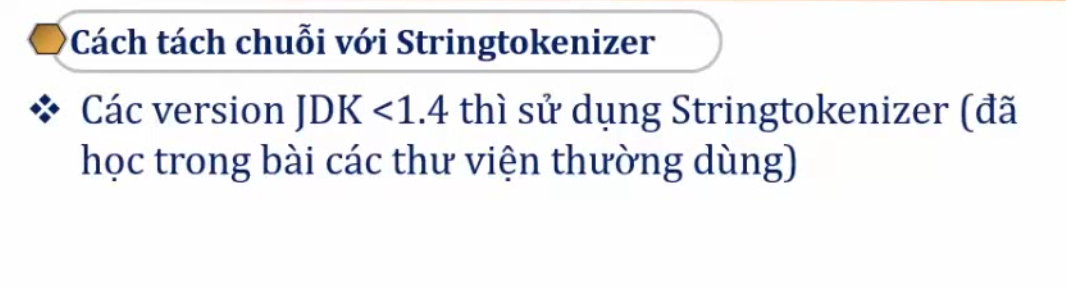 Cách tách chuỗi với Stringtokenizer
Các version JDK <1.4 thì sử dụng Stringtokenizer (đã
học trong bài các thư viện thường dùng)